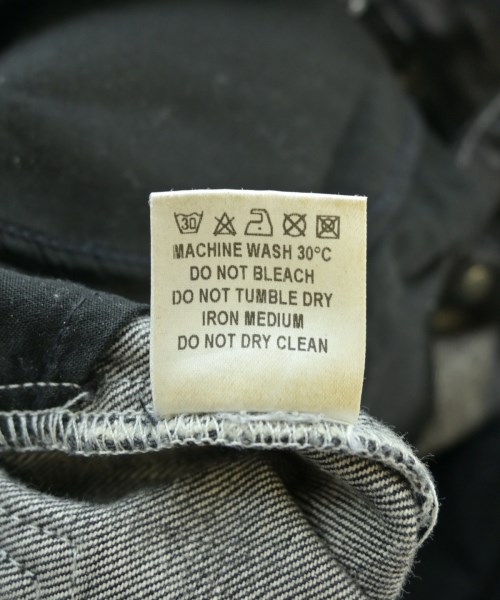 30
MACHINE WASH 30°C
DO NOT BLEACH
DO NOT TUMBLE DRY
IRON MEDIUM
DO NOT DRY CLEAN